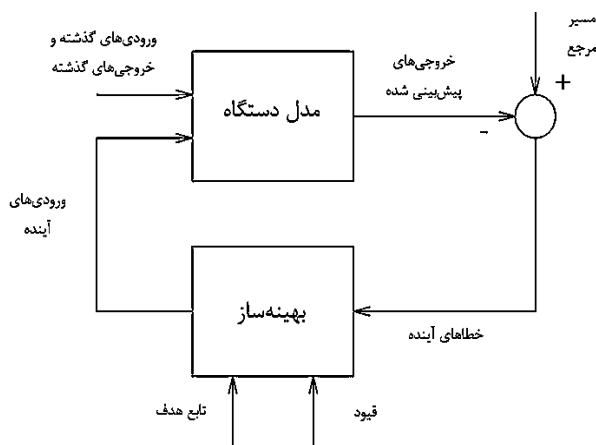 ورودی‌های گذشته و
خروجی‌های گذشته
مدل دستگاه
خروجی‌های
پیش‌بینی شده
مسیر
مرجع
+
-
ورودی‌های
آینده
بهینه‌ساز
خطاهای آینده
تابع هدف
قیود